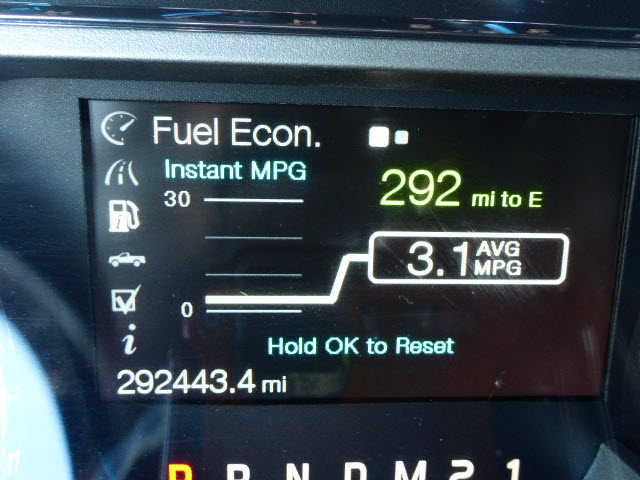 Fuel Econ.
Instant MPG
30
292 mi to E
3.1 AVG MPG
0
Hold OK to Reset
292443.4 mi
P R N D M 2 1